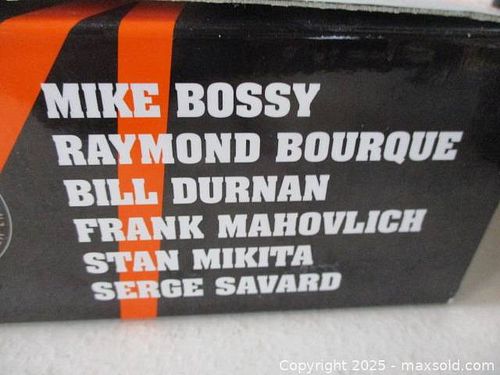 MIKE BOSSY
RAYMOND BOURQUE
BILL DURNAN
FRANK MAHOVLICH
STAN MIKITA
SERGE SAVARD
Copyright © 2025 - maxsold.com